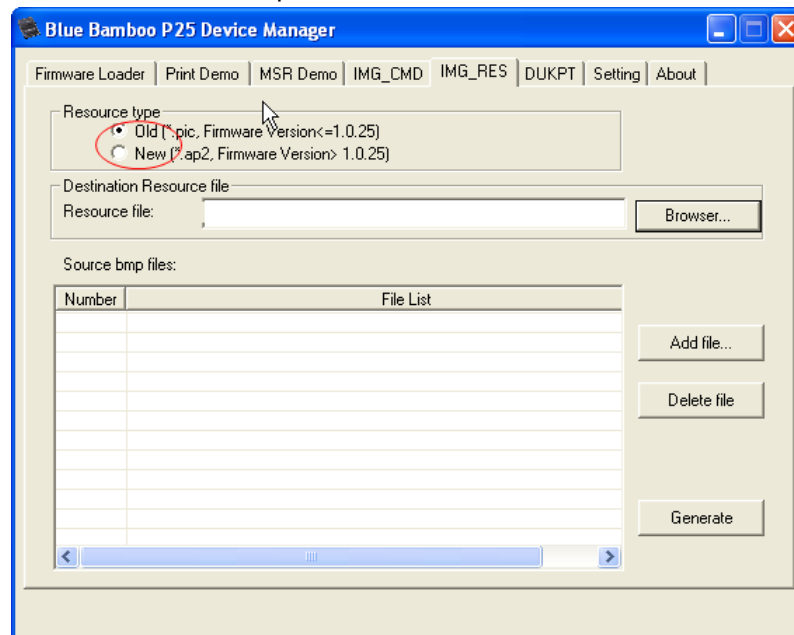 Blue Bamboo P25 Device Manager
Firmware Loader Print Demo MSR Demo IMG_CMD IMG_RES DUKPT Setting About
Resource type
Old (*.pic, Firmware Version<=1.0.25)
New (*.ap2, Firmware Version> 1.0.25)
Destination Resource file
Resource file:
Browser...
Source bmp files:
Number File List
Add file...
Delete file
Generate